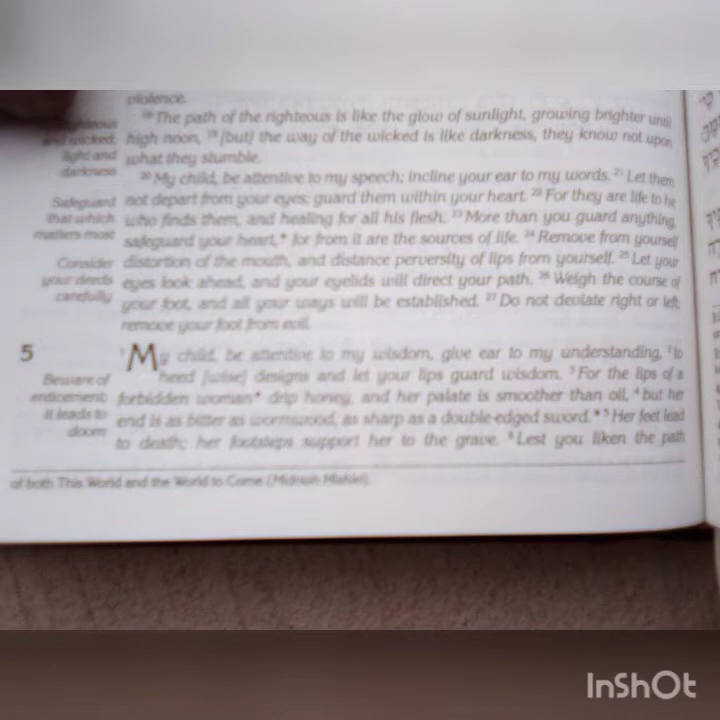 violence.
¹⁸ The path of the righteous is like the glow of sunlight, growing brighter until
high noon, ¹⁹ [but] the way of the wicked is like darkness, they know not upon
what they stumble.
²⁰ My child, be attentive to my speech; incline your ear to my words. ²¹ Let them
not depart from your eyes; guard them within your heart. ²² For they are life to he
who finds them, and healing for all his flesh. ²³ More than you guard anything,
safeguard your heart,* for from it are the sources of life. ²⁴ Remove from yourself
distortion of the mouth, and distance perversity of lips from yourself. ²⁵ Let your
eyes look ahead, and your eyelids will direct your path. ²⁶ Weigh the course of
your foot, and all your ways will be established. ²⁷ Do not deviate right or left;
remove your foot from evil.
and wicked:
light and
darkness
Safeguard
that which
matters most
Consider
your deeds
carefully
5
¹ My child, be attentive to my wisdom, give ear to my understanding, ² to
heed [wise] designs and let your lips guard wisdom. ³ For the lips of a
forbidden woman* drip honey, and her palate is smoother than oil, ⁴ but her
end is as bitter as wormwood, as sharp as a double-edged sword.* ⁵ Her feet lead
to death; her footsteps support her to the grave. ⁶ Lest you liken the path
Beware of
enticement;
it leads to
doom
of both This World and the World to Come (Midrash Mishlei).
InShOt